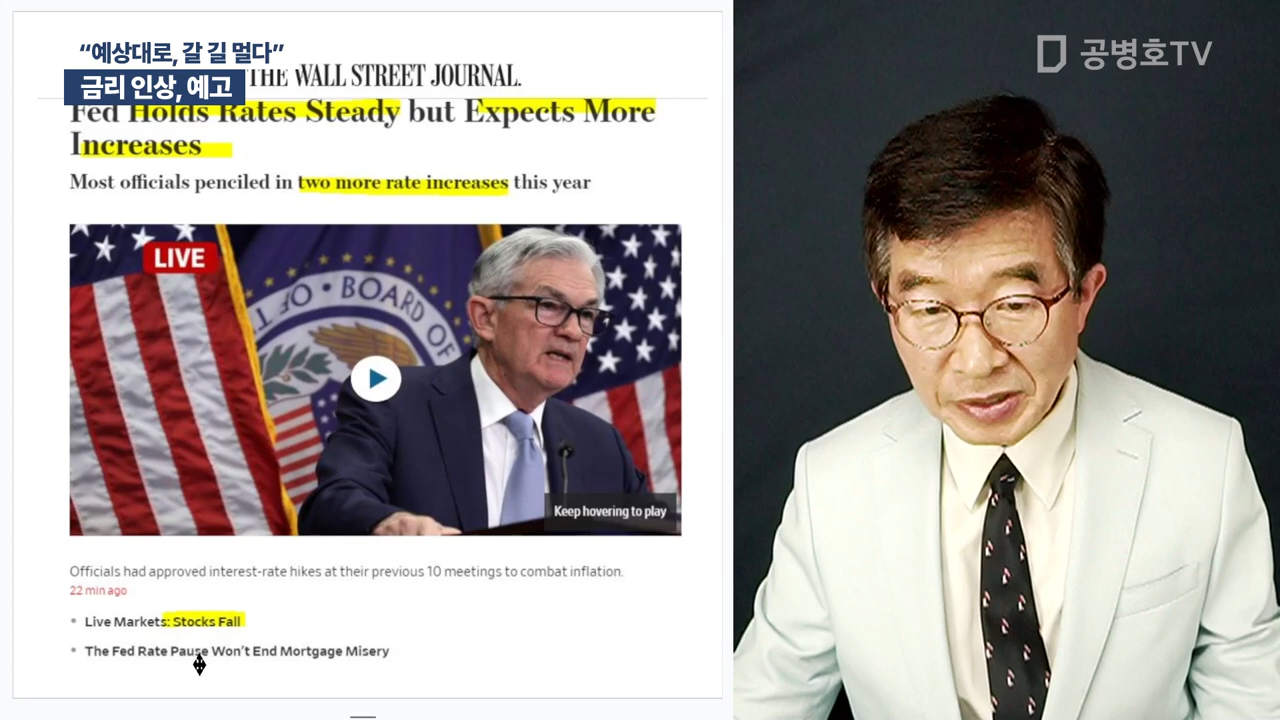 “예상대로, 갈 길 멀다”
금리 인상, 예고
THE WALL STREET JOURNAL.
Fed Holds Rates Steady but Expects More
Increases
Most officials penciled in two more rate increases this year
LIVE
BOARD OF
Keep hovering to play
Officials had approved interest-rate hikes at their previous 10 meetings to combat inflation.
22 min ago
• Live Markets: Stocks Fall
• The Fed Rate Pause Won't End Mortgage Misery
공병호TV